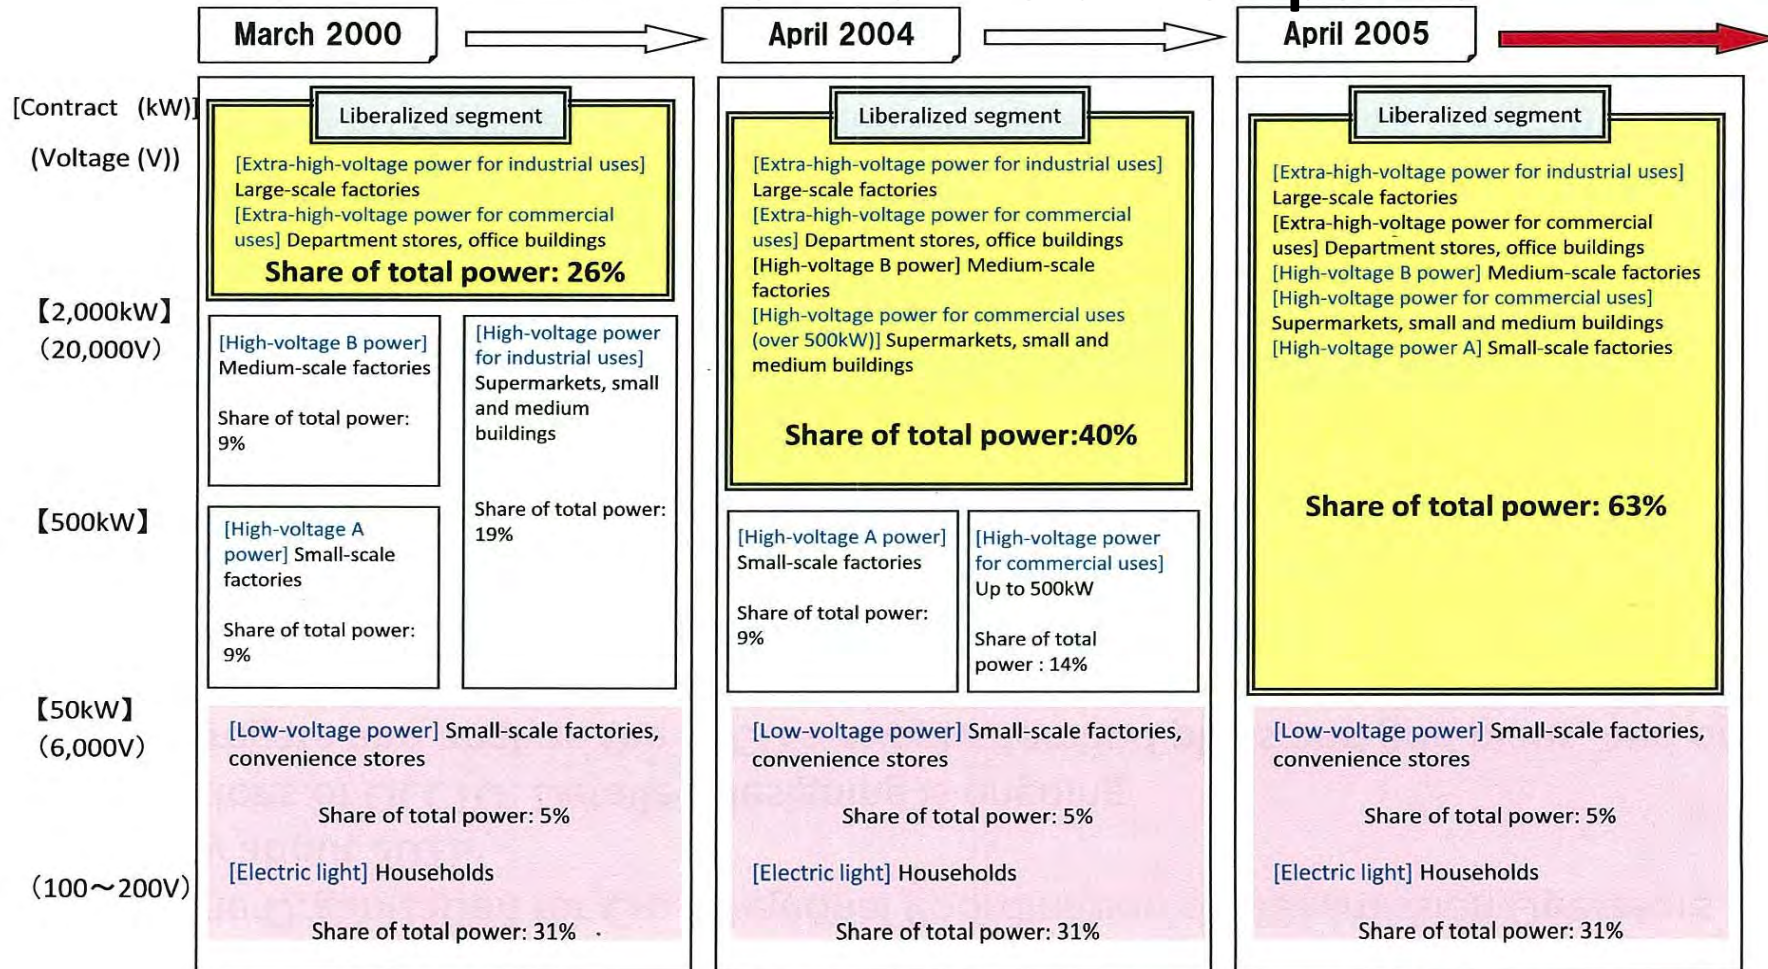 March 2000
April 2004
April 2005
[Contract (kW)]
(Voltage (V))
【2,000kW】
(20,000V)
【500kW】
【50kW】
(6,000V)
(100～200V)
Liberalized segment
[Extra-high-voltage power for industrial uses]
Large-scale factories
[Extra-high-voltage power for commercial
uses] Department stores, office buildings
Share of total power: 26%
[High-voltage B power]
Medium-scale factories
Share of total power:
9%
[High-voltage power
for industrial uses]
Supermarkets, small
and medium
buildings
Share of total power:
19%
[High-voltage A
power] Small-scale
factories
Share of total power:
9%
[Low-voltage power] Small-scale factories,
convenience stores
Share of total power: 5%
[Electric light] Households
Share of total power: 31%
Liberalized segment
[Extra-high-voltage power for industrial uses]
Large-scale factories
[Extra-high-voltage power for commercial
uses] Department stores, office buildings
[High-voltage B power] Medium-scale
factories
[High-voltage power for commercial uses
(over 500kW)] Supermarkets, small and
medium buildings
Share of total power:40%
[High-voltage A power]
Small-scale factories
Share of total power:
9%
[High-voltage power
for commercial uses]
Up to 500kW
Share of total
power : 14%
[Low-voltage power] Small-scale factories,
convenience stores
Share of total power: 5%
[Electric light] Households
Share of total power: 31%
Liberalized segment
[Extra-high-voltage power for industrial uses]
Large-scale factories
[Extra-high-voltage power for commercial
uses] Department stores, office buildings
[High-voltage B power] Medium-scale factories
[High-voltage power for commercial uses]
Supermarkets, small and medium buildings
[High-voltage power A] Small-scale factories
Share of total power: 63%
[Low-voltage power] Small-scale factories,
convenience stores
Share of total power: 5%
[Electric light] Households
Share of total power: 31%